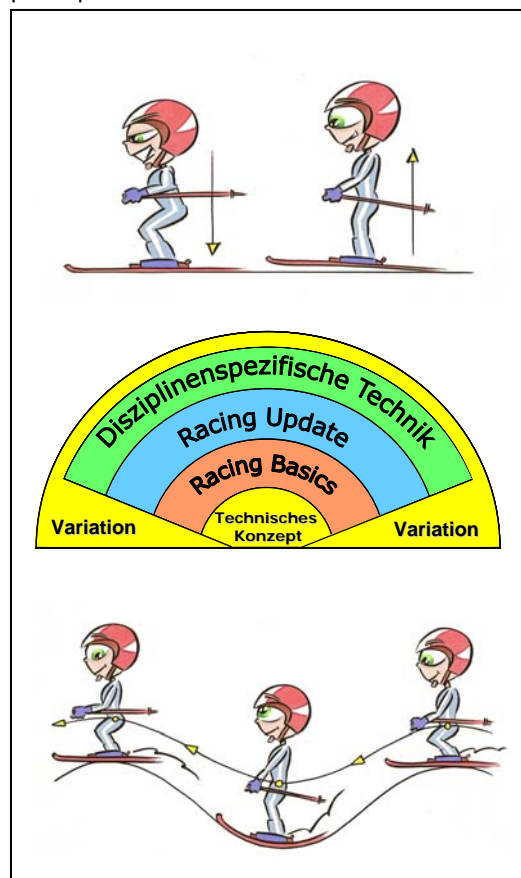 Disziplinenspezifische Technik
Racing Update
Racing Basics
Technisches
Konzept
Variation
Variation